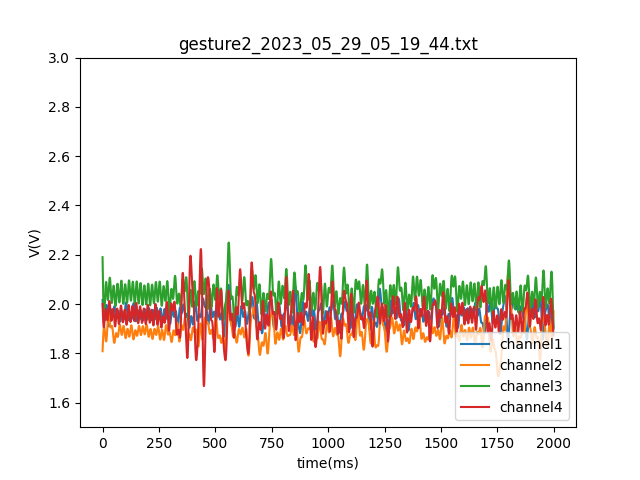 gesture2_2023_05_29_05_19_44.txt
3.0
2.8
2.6
2.4
2.2
2.0
1.8
1.6
V(V)
channel1
channel2
channel3
channel4
0 250 500 750 1000 1250 1500 1750 2000
time(ms)